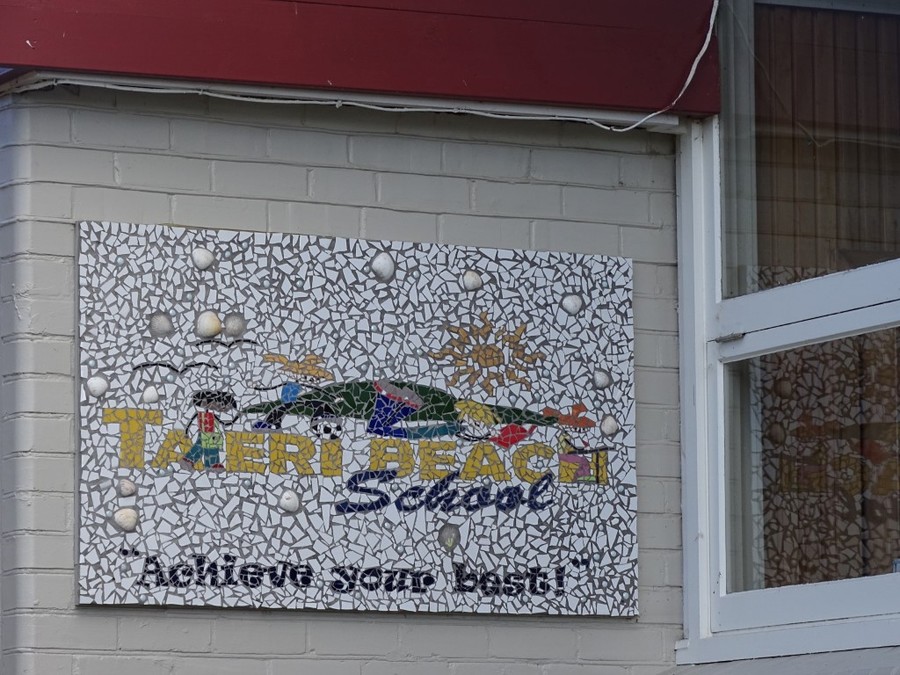 TAIERI BEACH
School
"Achieve your best!"